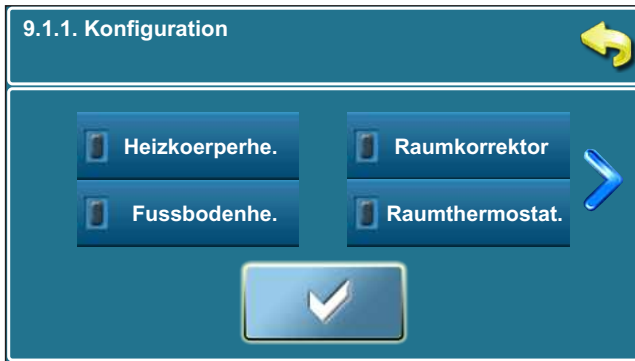 9.1.1. Konfiguration
Heizkoerperhe.
Raumkorrektor
Fussbodenhe.
Raumthermostat.